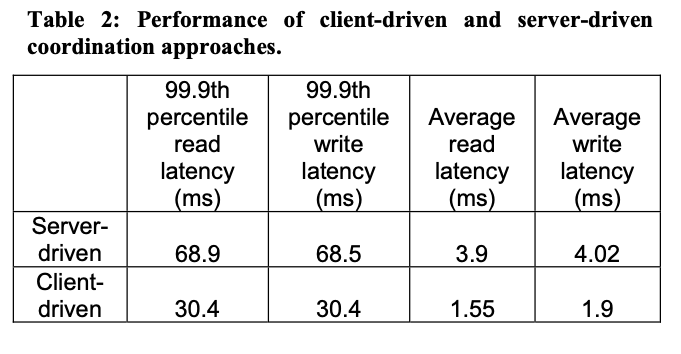 Table 2: Performance of client-driven and server-driven
coordination approaches.
99.9th
percentile
read
latency
(ms)
99.9th
percentile
write
latency
(ms)
Average
read
latency
(ms)
Average
write
latency
(ms)
Server-
driven
68.9
68.5
3.9
4.02
Client-
driven
30.4
30.4
1.55
1.9